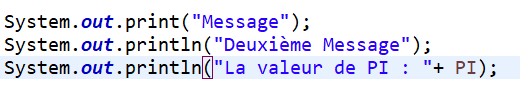 System.out.print("Message");
System.out.println("Deuxième Message");
System.out.println("La valeur de PI : "+ PI);